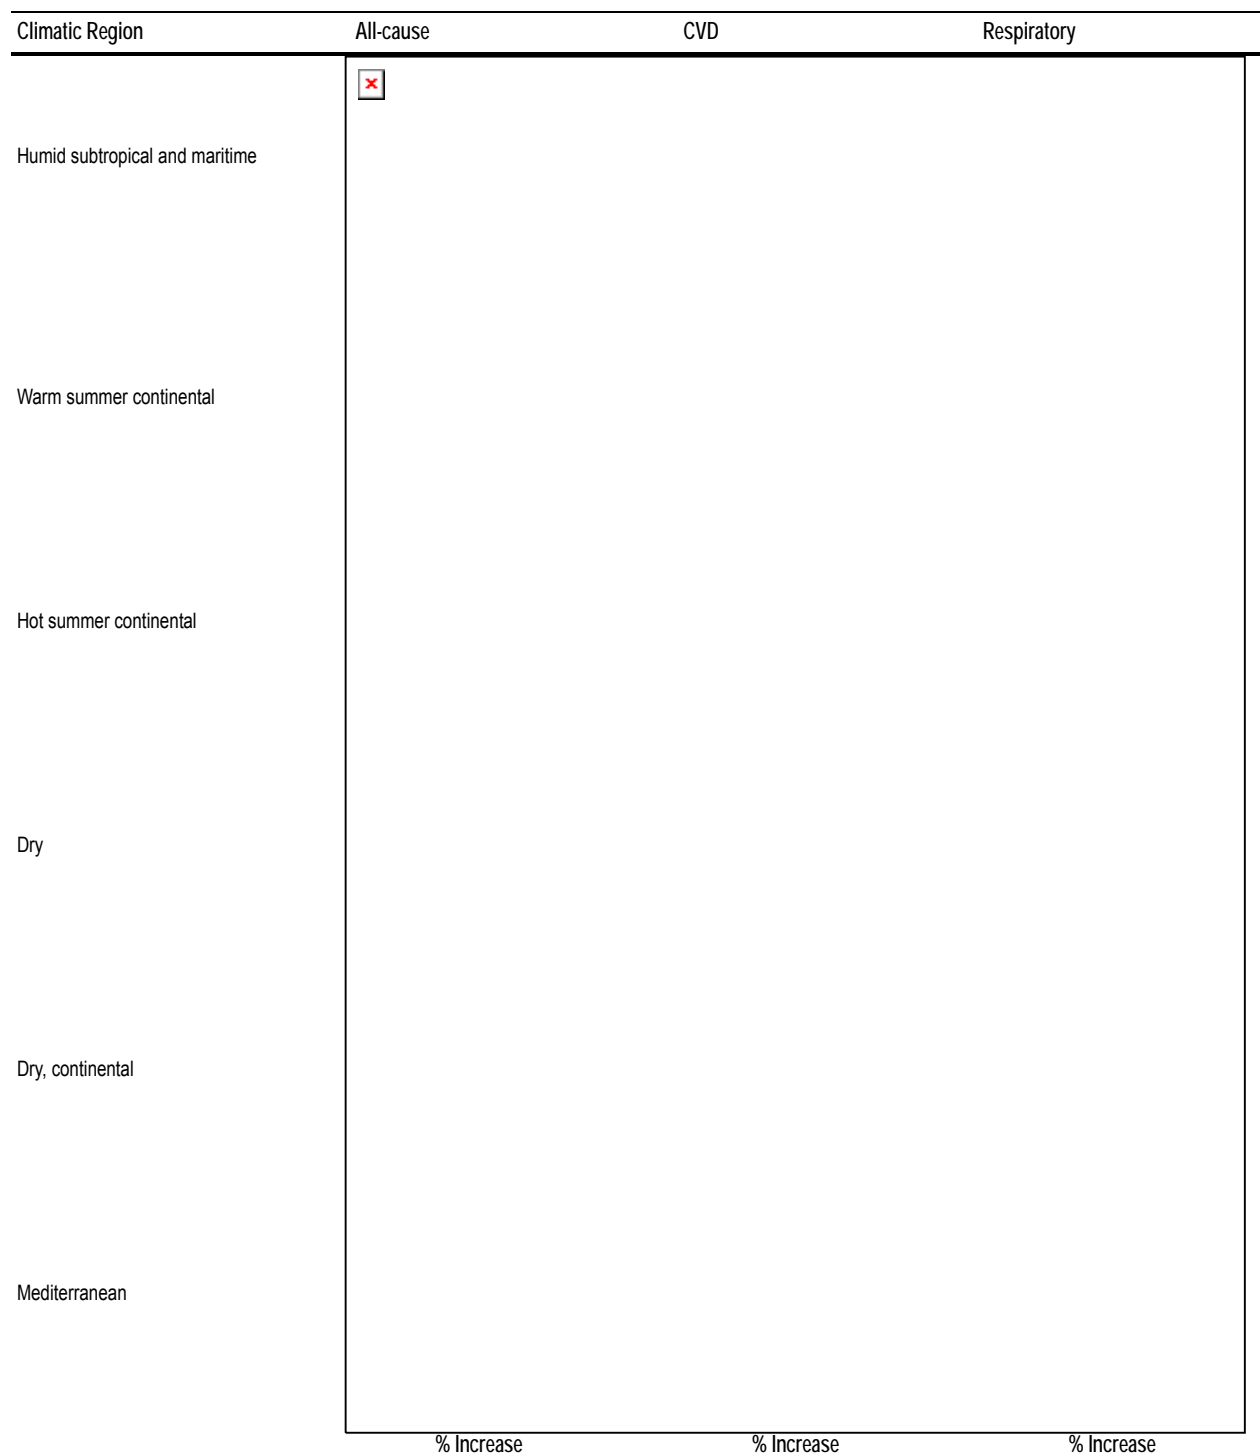 Climatic Region All-cause CVD Respiratory
Humid subtropical and maritime
Warm summer continental
Hot summer continental
Dry
Dry, continental
Mediterranean
% Increase % Increase % Increase